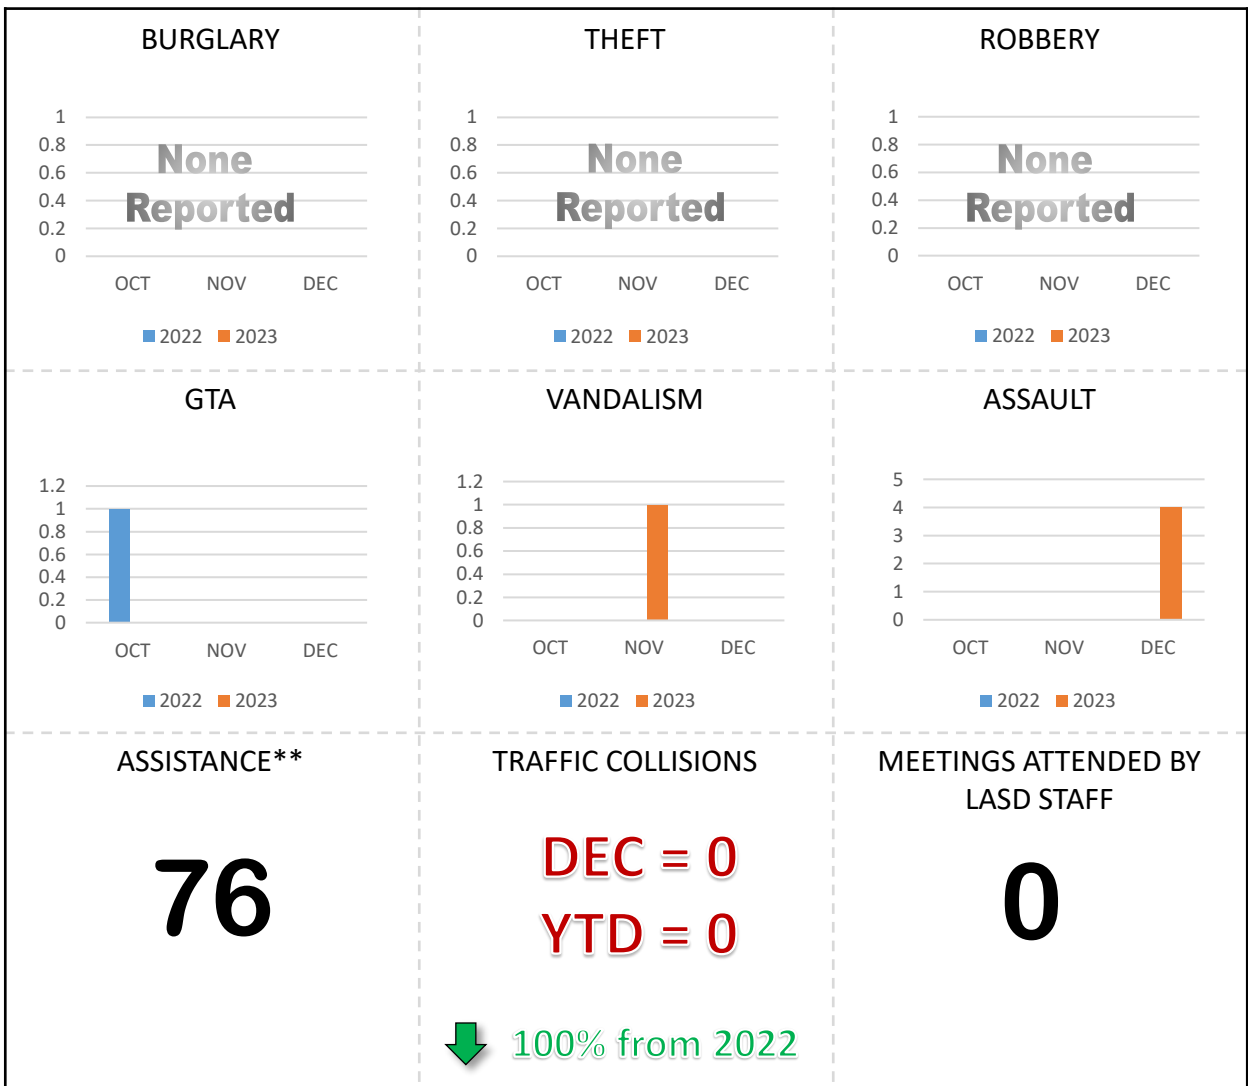 BURGLARY
1
0.8
0.6
0.4
0.2
0
None
Reported
OCT NOV DEC
2022 2023
THEFT
1
0.8
0.6
0.4
0.2
0
None
Reported
OCT NOV DEC
2022 2023
ROBBERY
1
0.8
0.6
0.4
0.2
0
None
Reported
OCT NOV DEC
2022 2023
GTA
1.2
1
0.8
0.6
0.4
0.2
0
OCT NOV DEC
2022 2023
VANDALISM
1.2
1
0.8
0.6
0.4
0.2
0
OCT NOV DEC
2022 2023
ASSAULT
5
4
3
2
1
0
OCT NOV DEC
2022 2023
ASSISTANCE**
76
TRAFFIC COLLISIONS
DEC = 0
YTD = 0
100% from 2022
MEETINGS ATTENDED BY
LASD STAFF
0